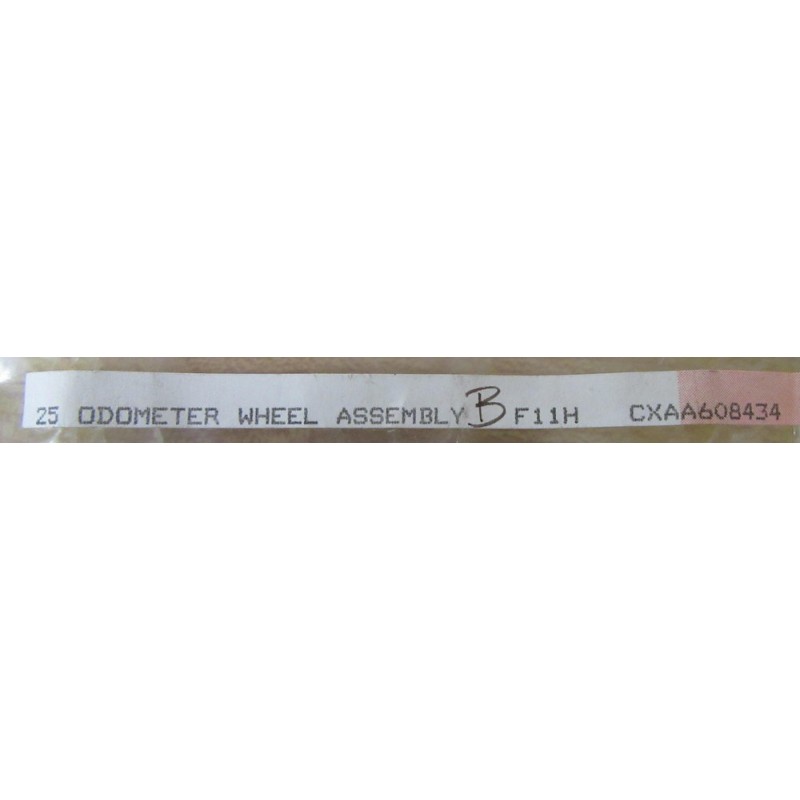 25 ODOMETER WHEEL ASSEMBLY B F11H CXAA608434